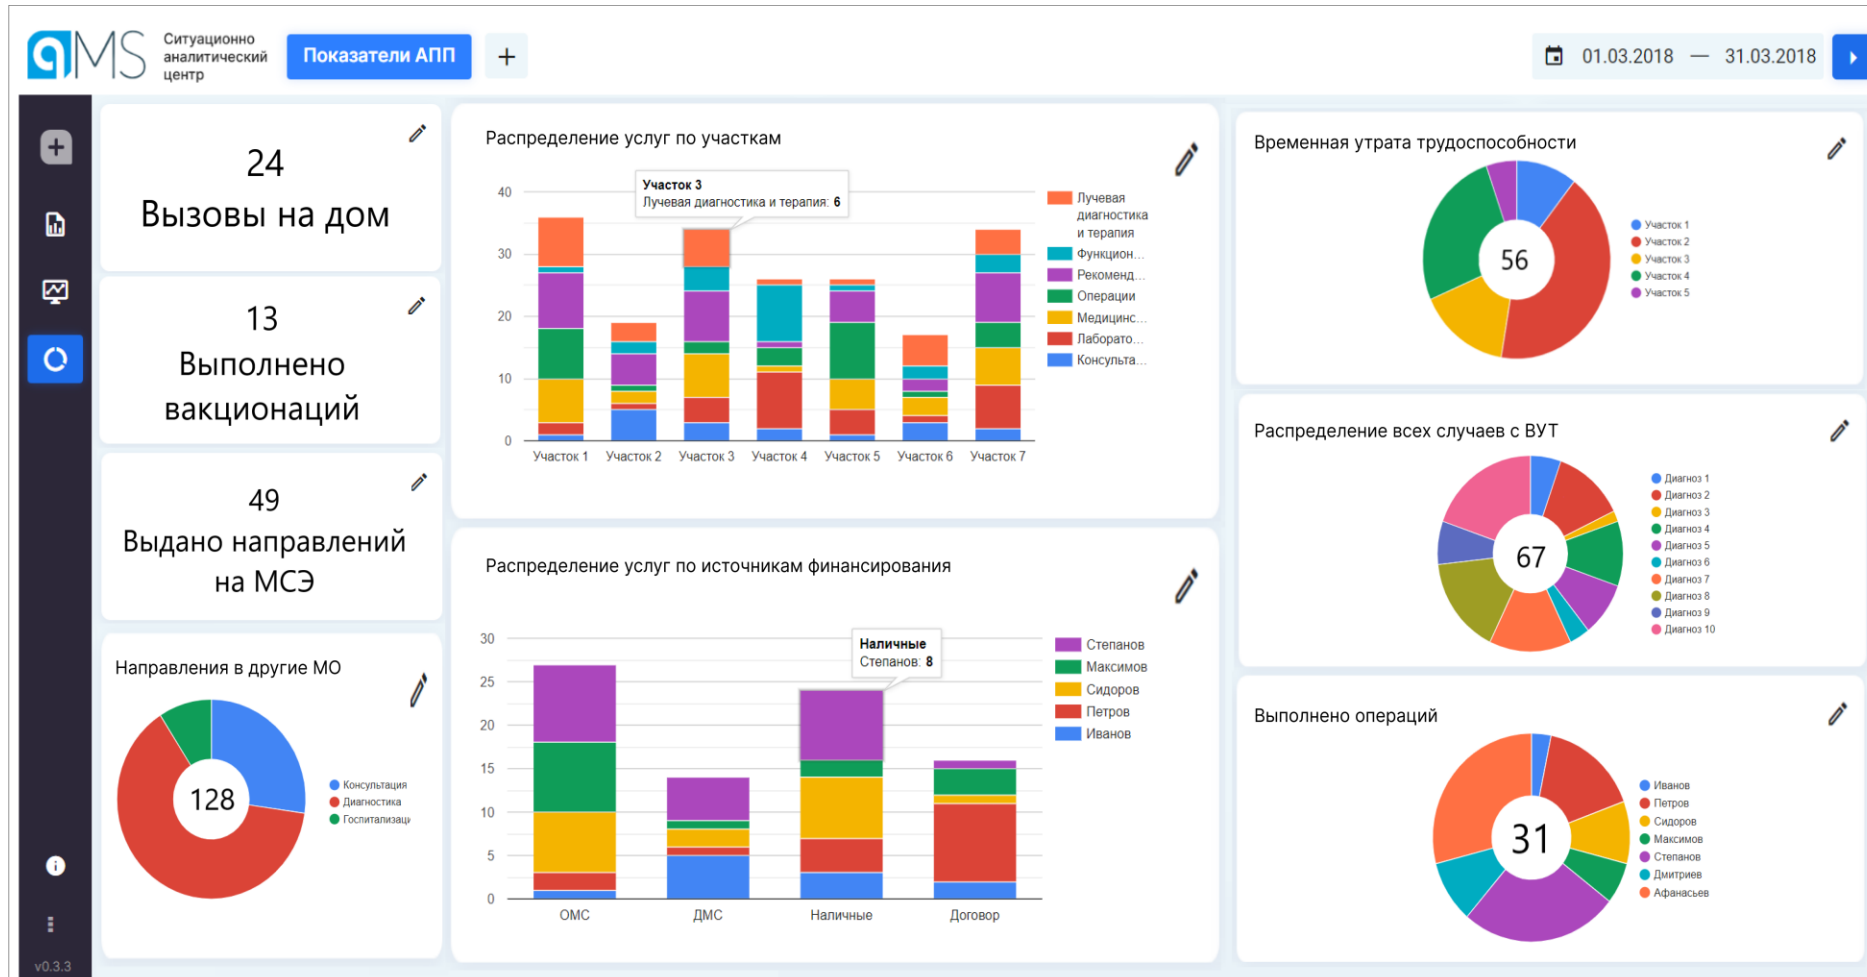 qMS
Ситуационно
аналитический
центр
Показатели АПП
+
01.03.2018 — 31.03.2018
24
Вызовы на дом
13
Выполнено
вакционаций
49
Выдано направлений
на МСЭ
Направления в другие МО
128
Консультация
Диагностика
Госпитализаци
v0.3.3
Распределение услуг по участкам
Участок 3
Лучевая диагностика и терапия: 6
40
30
20
10
0
Участок 1
Участок 2
Участок 3
Участок 4
Участок 5
Участок 6
Участок 7
Лучевая
диагностика
и терапия
Функцион...
Рекоменд...
Операции
Медицинс...
Лаборато...
Консульта...
Распределение услуг по источникам финансирования
Наличные
Степанов: 8
30
25
20
15
10
5
0
ОМС
ДМС
Наличные
Договор
Степанов
Максимов
Сидоров
Петров
Иванов
Временная утрата трудоспособности
56
Участок 1
Участок 2
Участок 3
Участок 4
Участок 5
Распределение всех случаев с ВУТ
67
Диагноз 1
Диагноз 2
Диагноз 3
Диагноз 4
Диагноз 5
Диагноз 6
Диагноз 7
Диагноз 8
Диагноз 9
Диагноз 10
Выполнено операций
31
Иванов
Петров
Сидоров
Максимов
Степанов
Дмитриев
Афанасьев